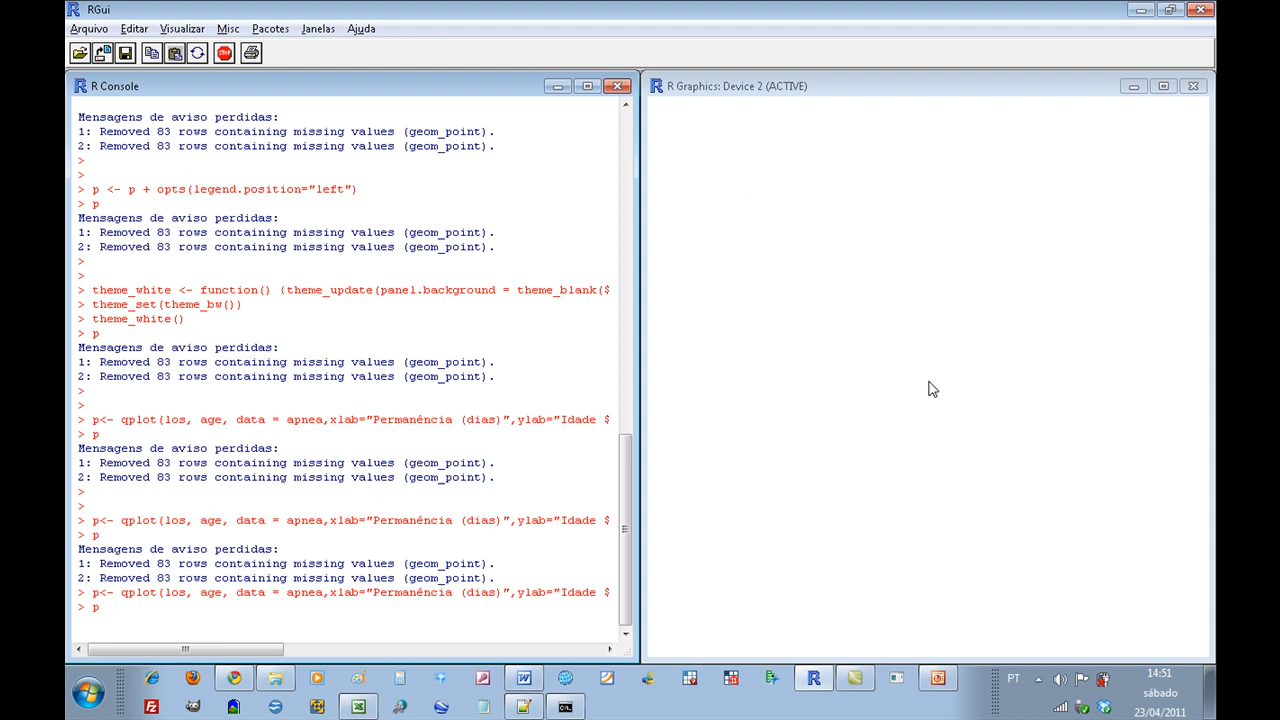 RGui
Arquivo Editar Visualizar Misc Pacotes Janelas Ajuda
STOP
R Console
Mensagens de aviso perdidas:
1: Removed 83 rows containing missing values (geom_point).
2: Removed 83 rows containing missing values (geom_point).
>
>
> p <- p + opts(legend.position="left")
> p
Mensagens de aviso perdidas:
1: Removed 83 rows containing missing values (geom_point).
2: Removed 83 rows containing missing values (geom_point).
>
>
> theme_white <- function() (theme_update(panel.background = theme_blank($
> theme_set(theme_bw())
> theme_white()
> p
Mensagens de aviso perdidas:
1: Removed 83 rows containing missing values (geom_point).
2: Removed 83 rows containing missing values (geom_point).
>
>
> p<- qplot(los, age, data = apnea,xlab="Permanência (dias)",ylab="Idade $
> p
Mensagens de aviso perdidas:
1: Removed 83 rows containing missing values (geom_point).
2: Removed 83 rows containing missing values (geom_point).
>
>
> p<- qplot(los, age, data = apnea,xlab="Permanência (dias)",ylab="Idade $
> p
Mensagens de aviso perdidas:
1: Removed 83 rows containing missing values (geom_point).
2: Removed 83 rows containing missing values (geom_point).
> p<- qplot(los, age, data = apnea,xlab="Permanência (dias)",ylab="Idade $
> p
R Graphics: Device 2 (ACTIVE)
PT
14:51
sábado
23/04/2011